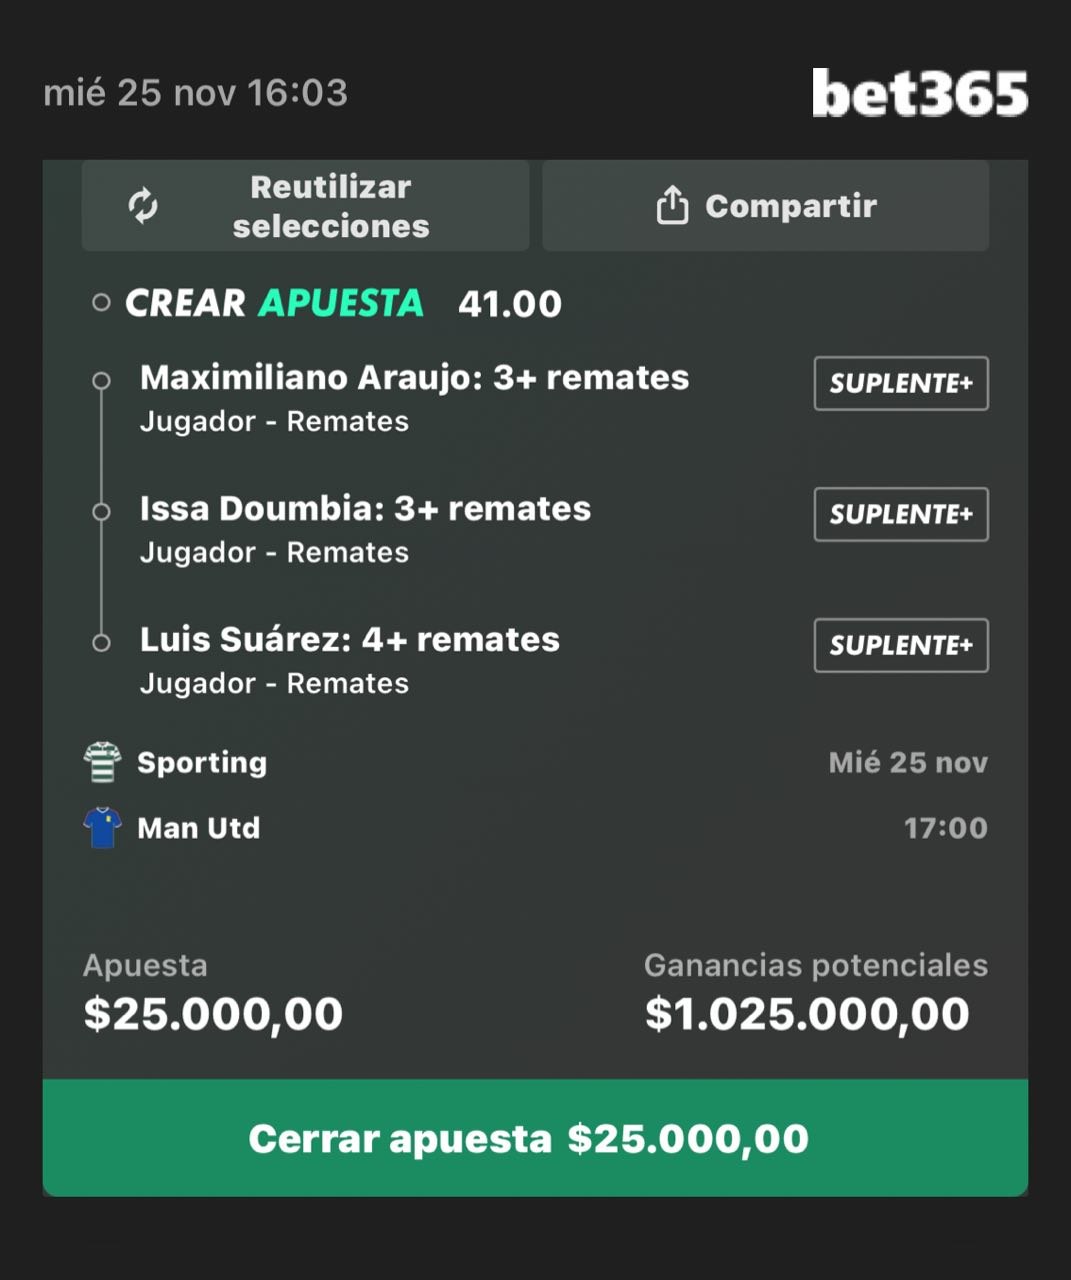 mié 25 nov 16:03
bet365
Reutilizar
selecciones
Compartir
CREAR APUESTA 41.00
Maximiliano Araujo: 3+ remates
SUPLENTE+
Jugador - Remates
Issa Doumbia: 3+ remates
SUPLENTE+
Jugador - Remates
Luis Suárez: 4+ remates
SUPLENTE+
Jugador - Remates
Sporting
Mié 25 nov
Man Utd
17:00
Apuesta
Ganancias potenciales
$25.000,00
$1.025.000,00
Cerrar apuesta $25.000,00